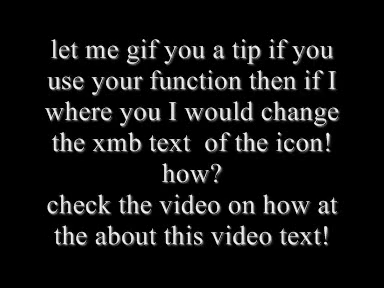 let me gif you a tip if you
use your function then if I
where you I would change
the xmb text  of the icon!
how?
check the video on how at
the about this video text!